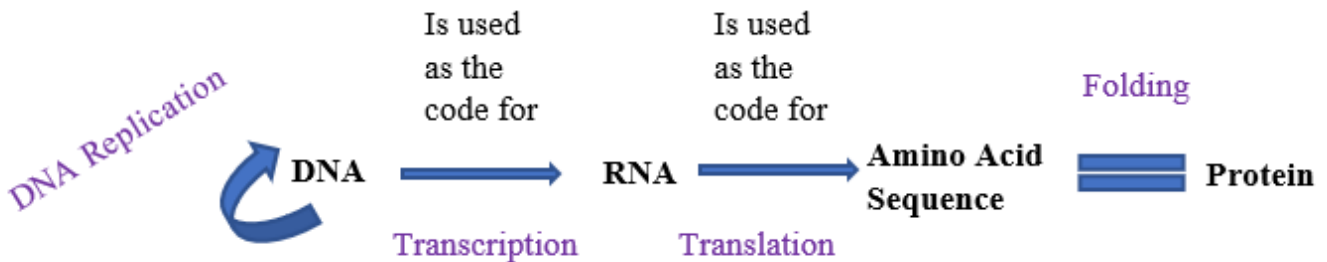 Is used
as the
code for
Is used
as the
code for
Folding
DNA Replication
DNA
RNA
Amino Acid
Sequence
Protein
Transcription
Translation